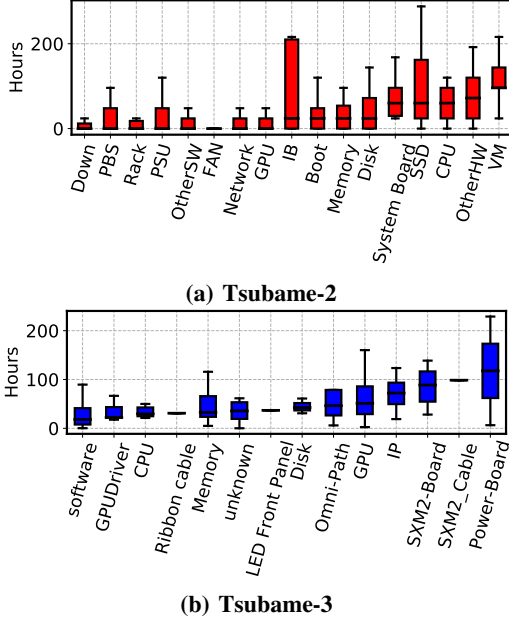 Hours
200
0
Down
PBS
Rack
PSU
OtherSW
FAN
Network
GPU
IB
Boot
Memory
Disk
System Board
SSD
CPU
OtherHW
VM
(a) Tsubame-2
Hours
200
100
0
software
GPUDriver
CPU
Ribbon cable
Memory
unknown
LED Front Panel
Disk
Omni-Path
GPU
IP
SXM2-Board
SXM2_Cable
Power-Board
(b) Tsubame-3